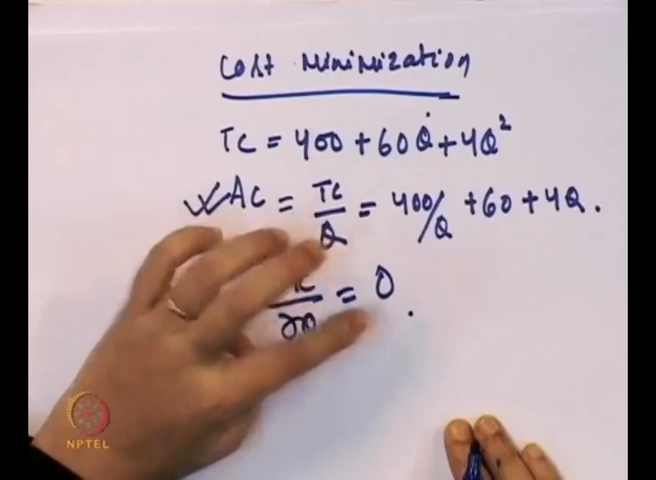 Cost Minimization
TC = 400 + 60Q + 4Q²
AC = TC/Q = 400/Q + 60 + 4Q.
= 0
NPTEL